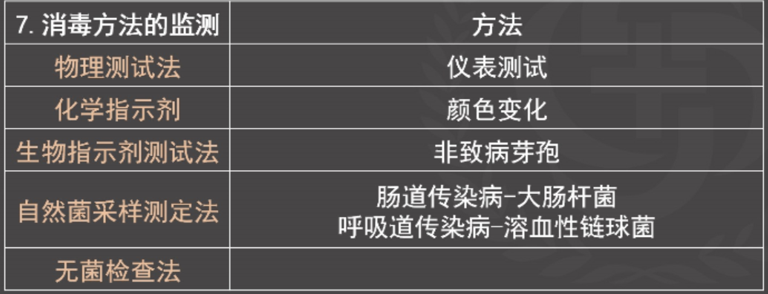 7. 消毒方法的监测 方法
物理测试法 仪表测试
化学指示剂 颜色变化
生物指示剂测试法 非致病芽孢
自然菌采样测定法 肠道传染病-大肠杆菌
呼吸道传染病-溶血性链球菌
无菌检查法